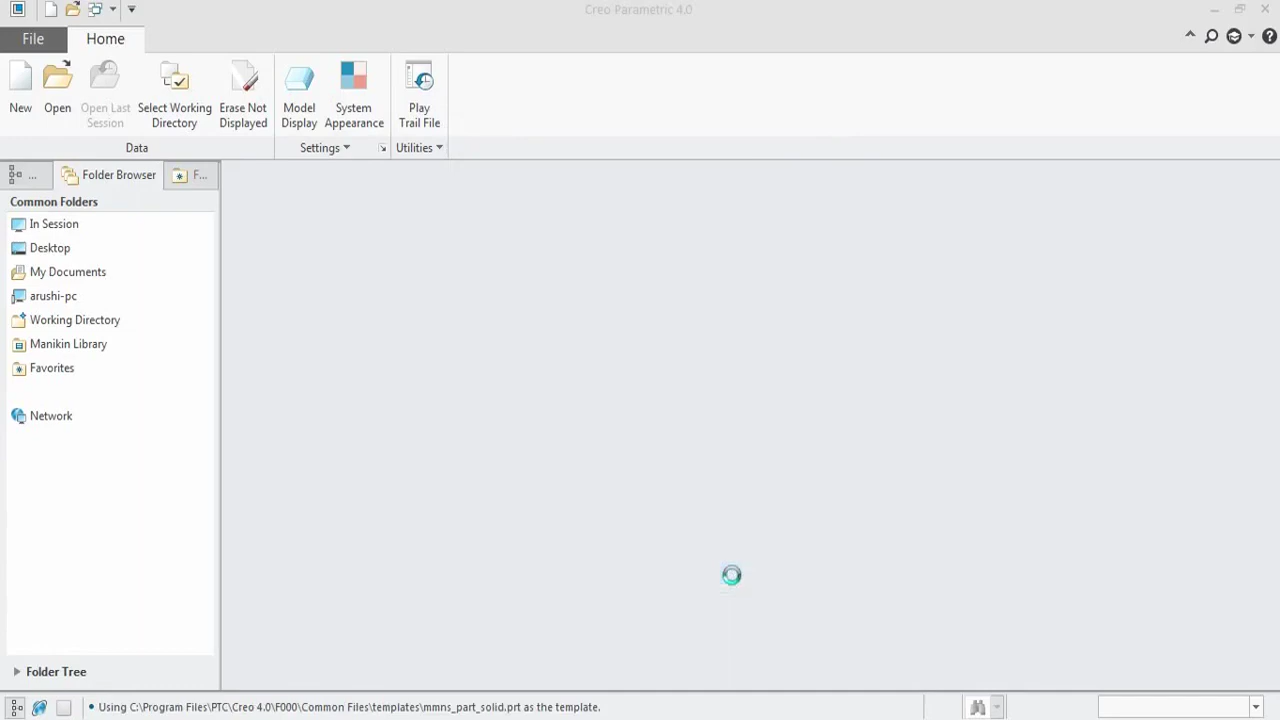 Creo Parametric 4.0
File
Home
New
Open
Open Last
Session
Select Working
Directory
Erase Not
Displayed
Model
Display
System
Appearance
Play
Trail File
Data
Settings
Utilities
...
Folder Browser
F...
Common Folders
In Session
Desktop
My Documents
arushi-pc
Working Directory
Manikin Library
Favorites
Network
Folder Tree
• Using C:\Program Files\PTC\Creo 4.0\F000\Common Files\templates\mmns_part_solid.prt as the template.